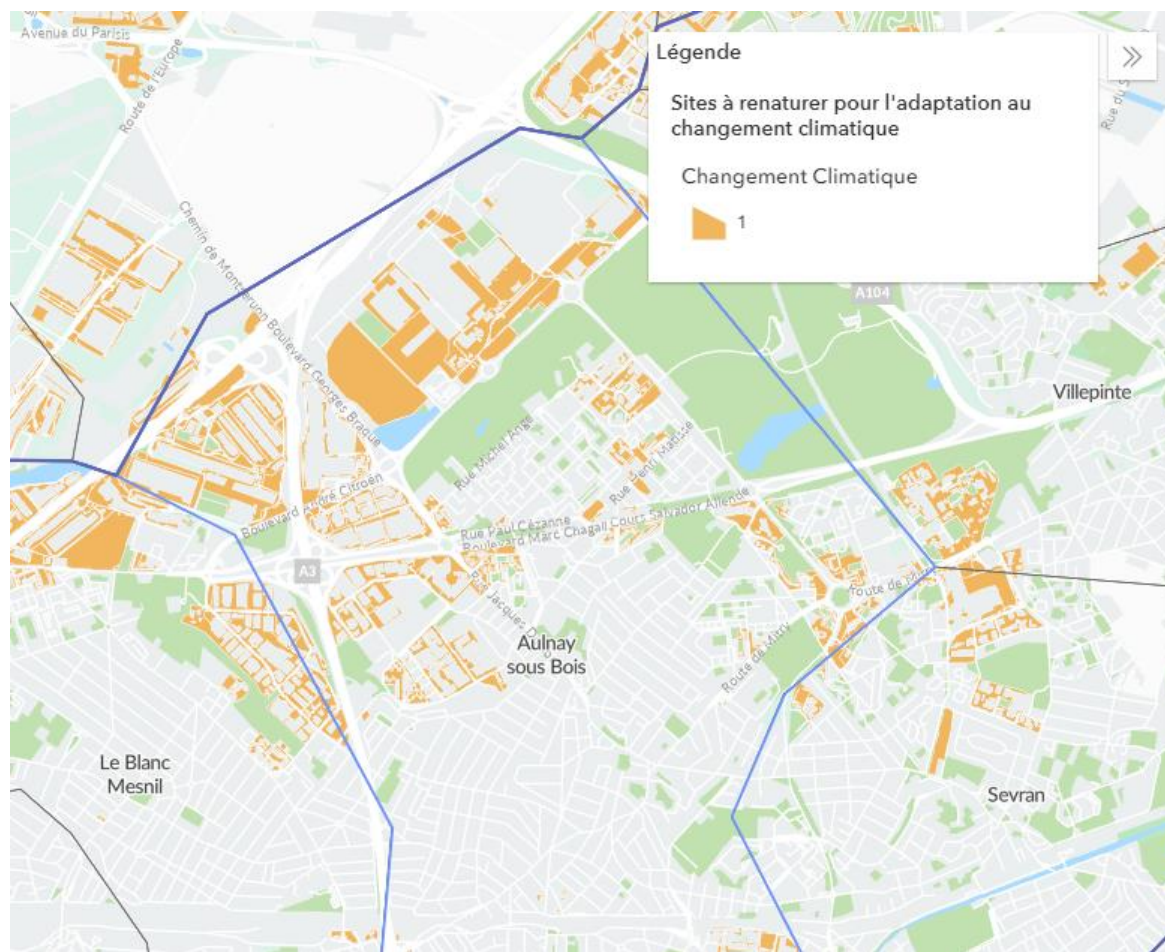 Avenue du Parisis
Route de l'Europe
Légende
Sites à renaturer pour l'adaptation au
changement climatique
Changement Climatique
1
Rue du S
Chemin de Montgeruon Boulevard Georges Braque
A104
Villepinte
Rue Michel Ange
Rue Henri Matisse
Boulevard André Citroën
Rue Paul Cézanne
Boulevard Marc Chagall Cours Salvador Allende
A3
Route de
Rue Jacques
Aulnay
sous Bois
Route de Mitry
Le Blanc
Mesnil
Sevran